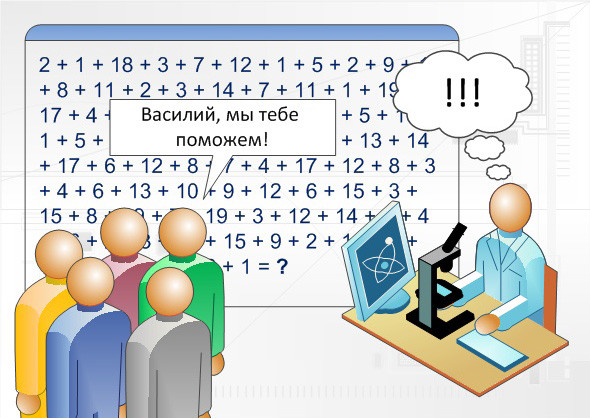 2 + 1 + 18 + 3 + 7 + 12 + 1 + 5 + 2 + 9 +
+ 8 + 11 + 2 + 3 + 14 + 7 + 11 + 1 + 19
!!!
17 + 4 + + 5 +
Василий, мы тебе
поможем!
1 + 5 + + 13 + 14
+ 17 + 6 + 12 + 8 7 + 4 + 17 + 12 + 8 + 3
+ 4 + 6 + 13 + 10 + 9 + 12 + 6 + 15 + 3 +
15 + 8 19 + 3 + 12 + 14 + 4
+ 15 + 9 + 2 + +
+ 1 = ?